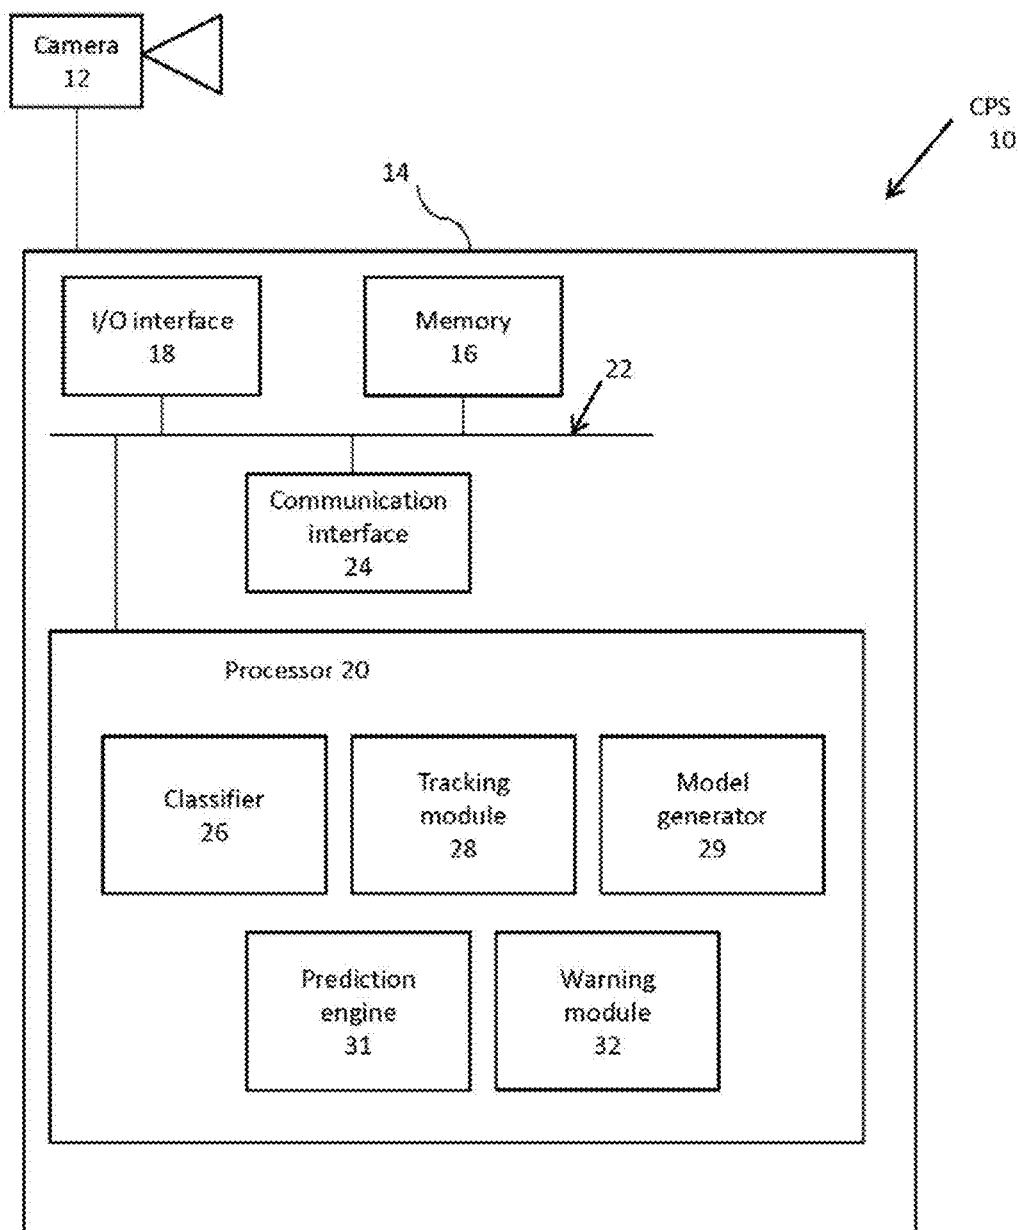 Camera
12
CPS
10
14
I/O interface
18
Memory
16
22
Communication
interface
24
Processor 20
Classifier
26
Tracking
module
28
Model
generator
29
Prediction
engine
31
Warning
module
32